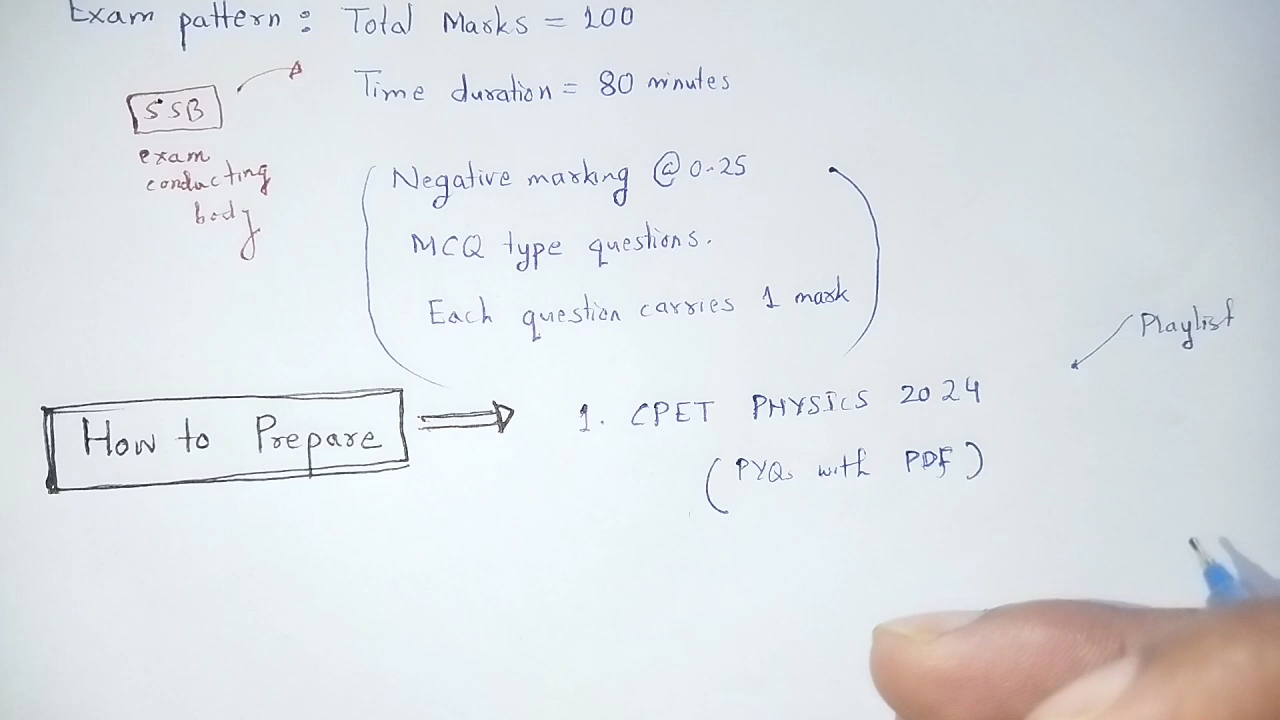 Exam pattern : Total Marks = 100
Time duration = 80 minutes
SSB
exam
conducting
body
Negative marking @ 0.25
MCQ type questions.
Each question carries 1 mark
Playlist
How to Prepare
1. CPET PHYSICS 2024
(PYQs with PDF)